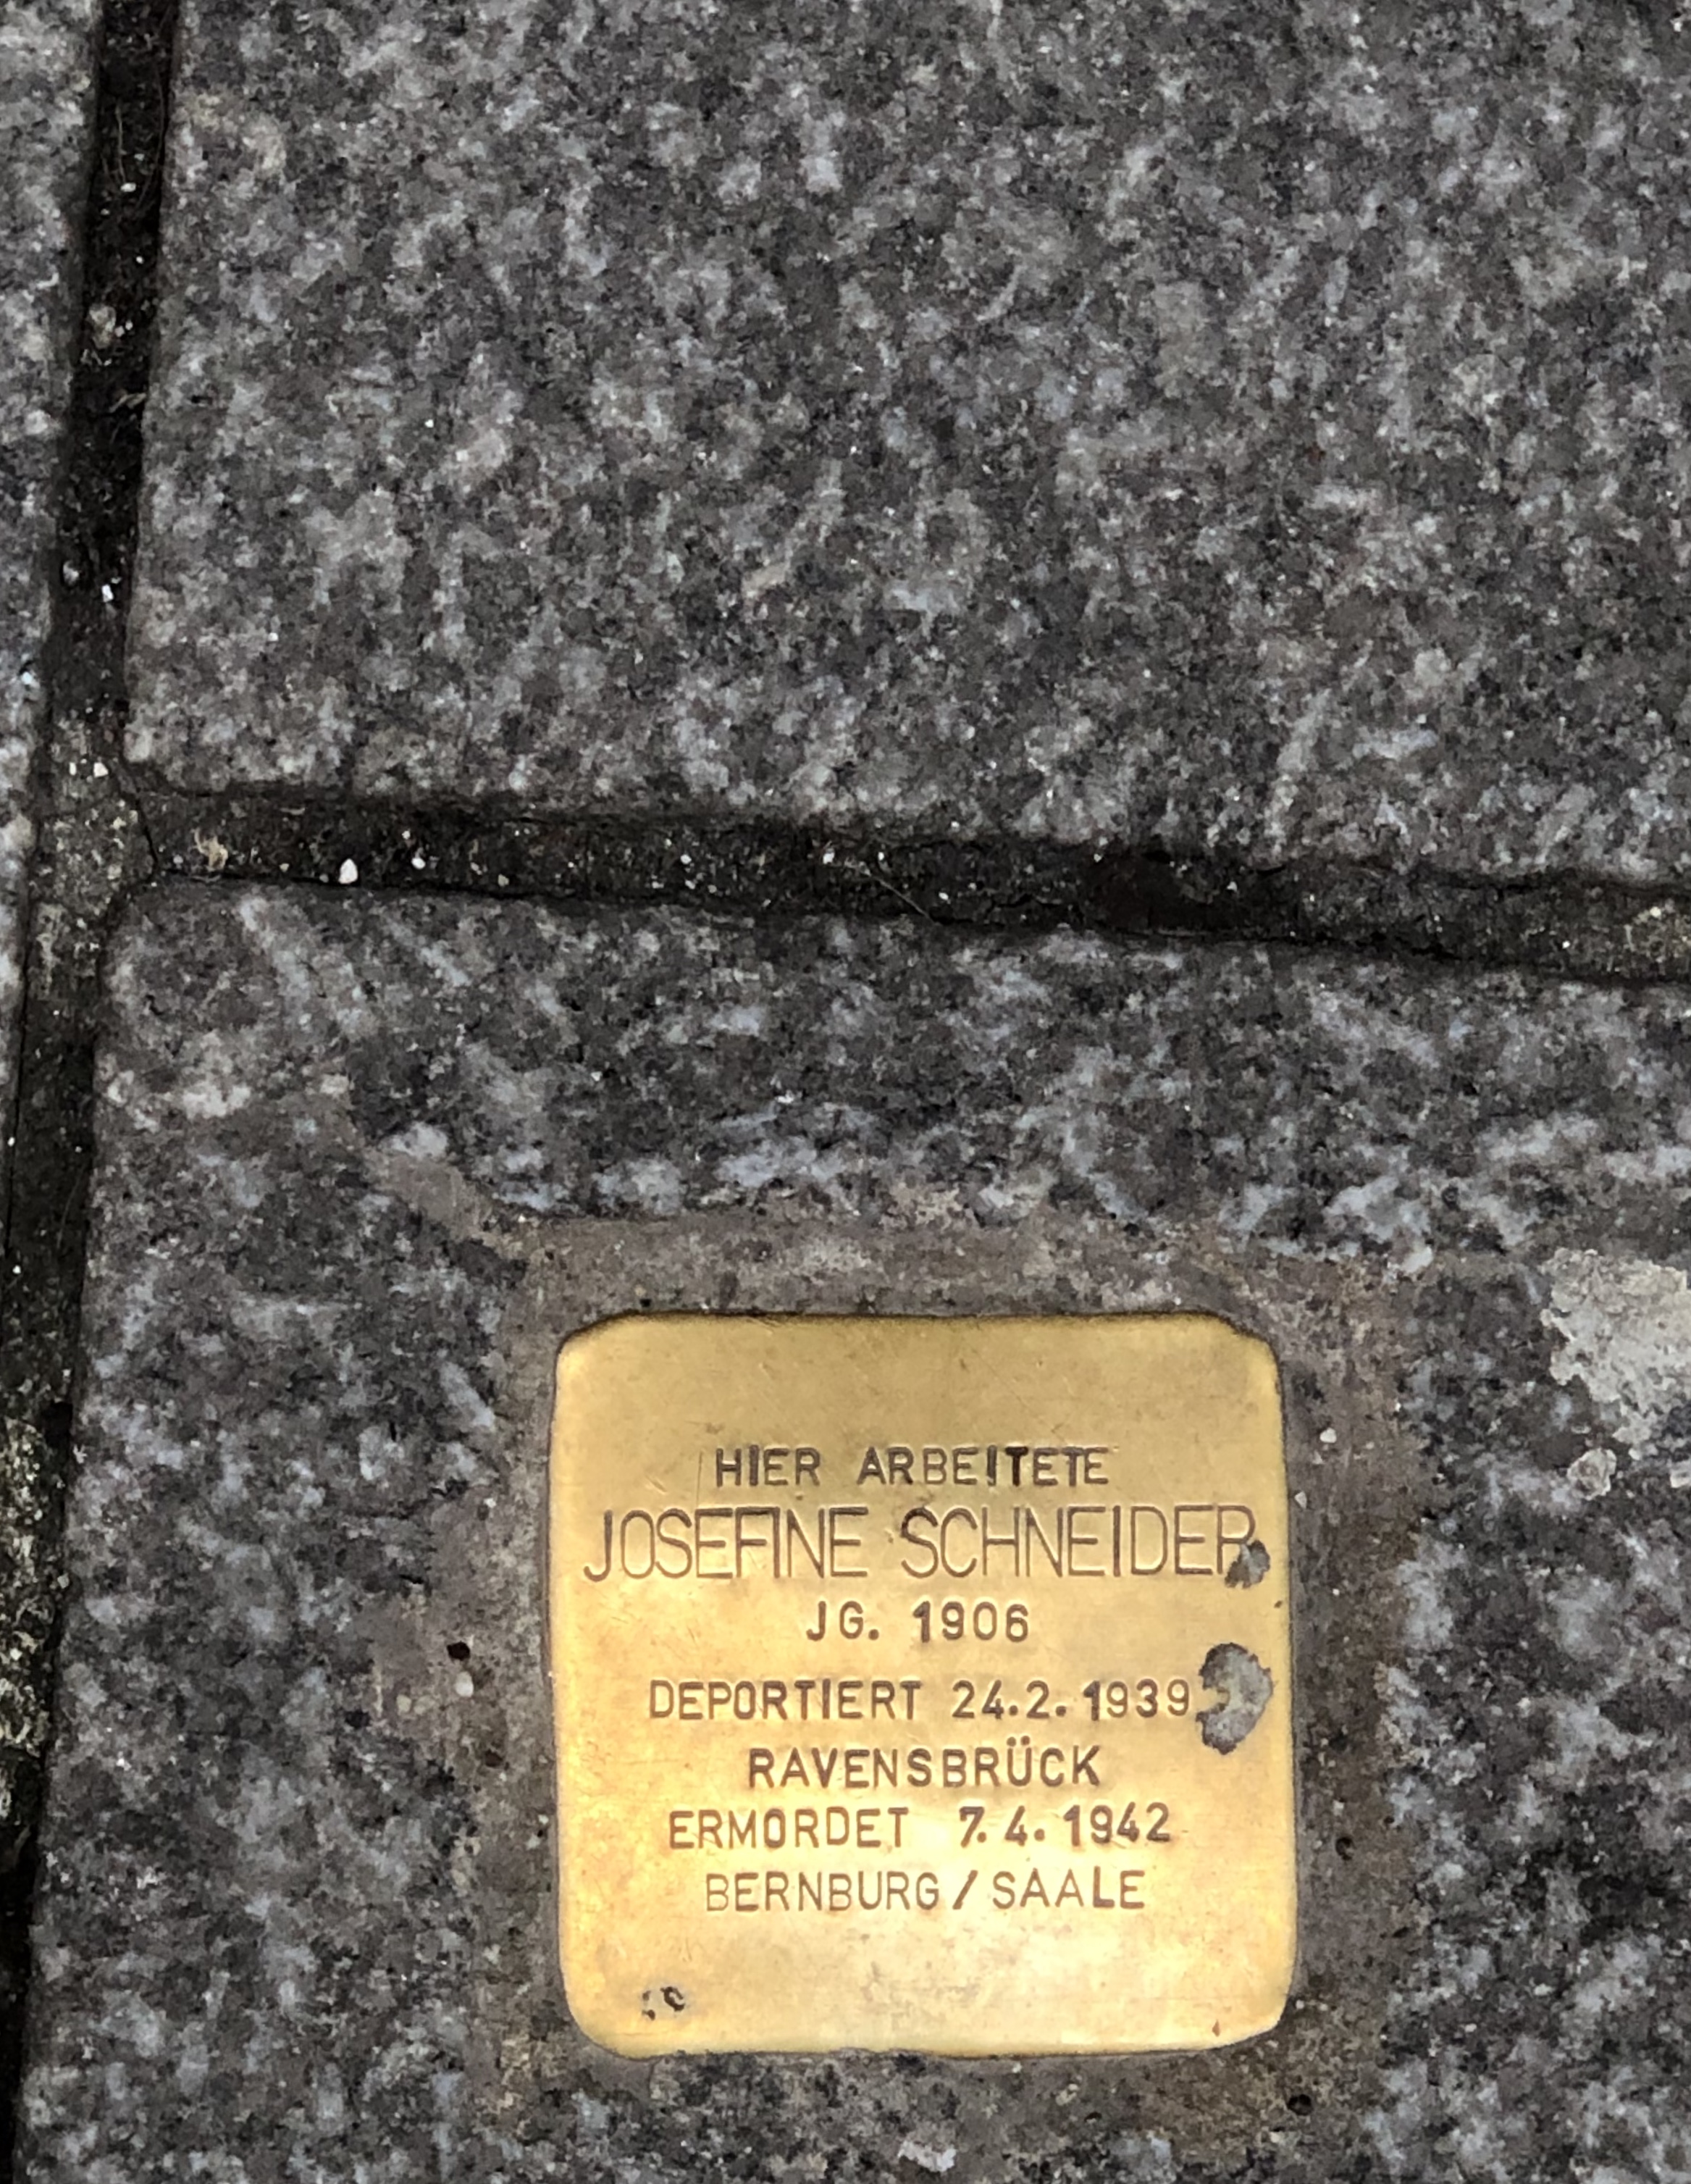 HIER ARBEITETE
JOSEFINE SCHNEIDER
JG. 1906
DEPORTIERT 24.2.1939
RAVENSBRÜCK
ERMORDET 7.4.1942
BERNBURG / SAALE